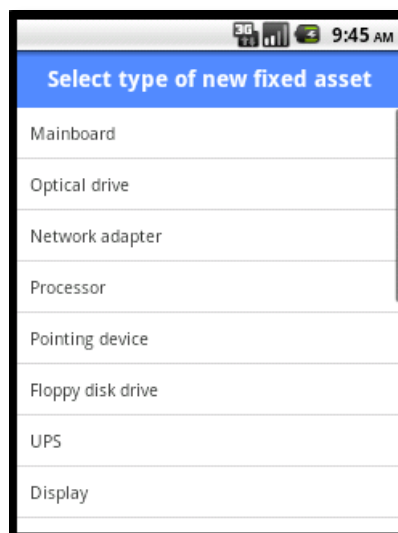 3G 9:45 AM
Select type of new fixed asset
Mainboard
Optical drive
Network adapter
Processor
Pointing device
Floppy disk drive
UPS
Display